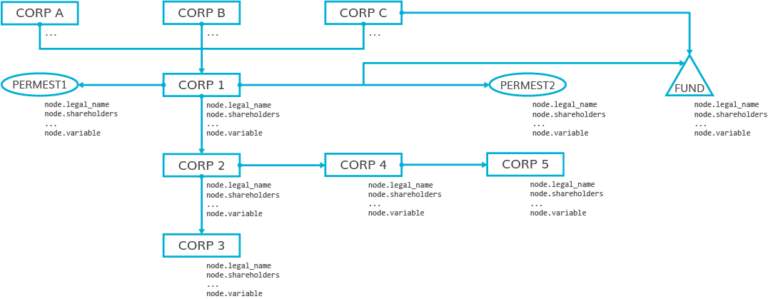 CORP A
CORP B
CORP C
...
...
...
PERMEST1
CORP 1
PERMEST2
FUND
node.legal_name
node.shareholders
...
node.variable
node.legal_name
node.shareholders
...
node.variable
node.legal_name
node.shareholders
...
node.variable
node.legal_name
node.shareholders
...
node.variable
CORP 2
CORP 4
CORP 5
node.legal_name
node.shareholders
...
node.variable
node.legal_name
node.shareholders
...
node.variable
node.legal_name
node.shareholders
...
node.variable
CORP 3
node.legal_name
node.shareholders
...
node.variable